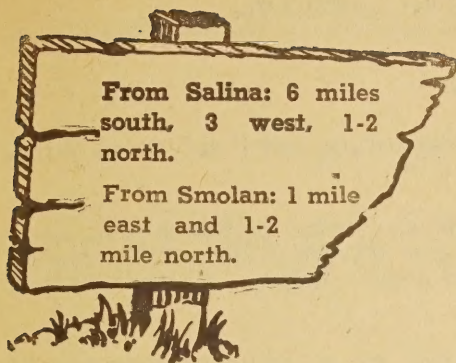 From Salina: 6 miles
south, 3 west, 1-2
north.
From Smolan: 1 mile
east and 1-2
mile north.